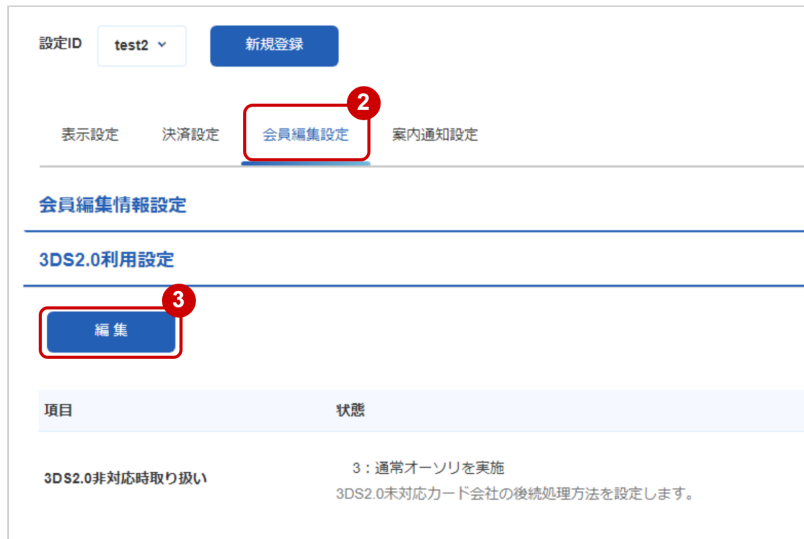 設定ID test2 新規登録
2
表示設定 決済設定 会員編集設定 案内通知設定
会員編集情報設定
3DS2.0利用設定
3
編集
項目 状態
3DS2.0非対応時取り扱い 3：通常オーソリを実施
3DS2.0未対応カード会社の後続処理方法を設定します。